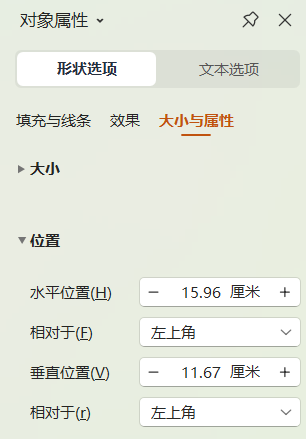 对象属性
形状选项 文本选项
填充与线条 效果 大小与属性
大小
位置
水平位置(H) − 15.96 厘米 +
相对于(F) 左上角
垂直位置(V) − 11.67 厘米 +
相对于(r) 左上角